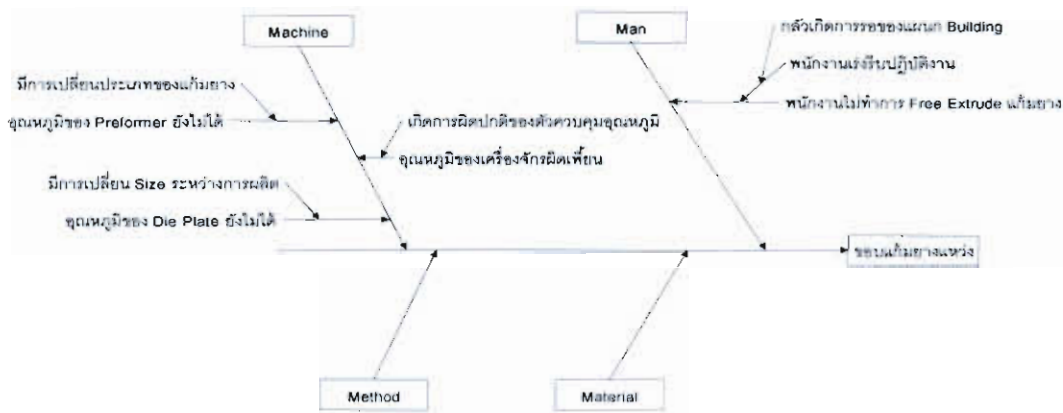 Machine
Man
กลัวเกิดการรอของแผนก Building
พนักงานเร่งรีบปฏิบัติงาน
พนักงานไม่ทำการ Free Extrude แก้มยาง
มีการเปลี่ยนประเภทของแก้มยาง
อุณหภูมิของ Preformer ยังไม่ได้
เกิดการผิดปกติของตัวควบคุมอุณหภูมิ
อุณหภูมิของเครื่องจักรผิดเพี้ยน
มีการเปลี่ยน Size ระหว่างการผลิต
อุณหภูมิของ Die Plate ยังไม่ได้
ขอบแก้มยางแหว่ง
Method
Material